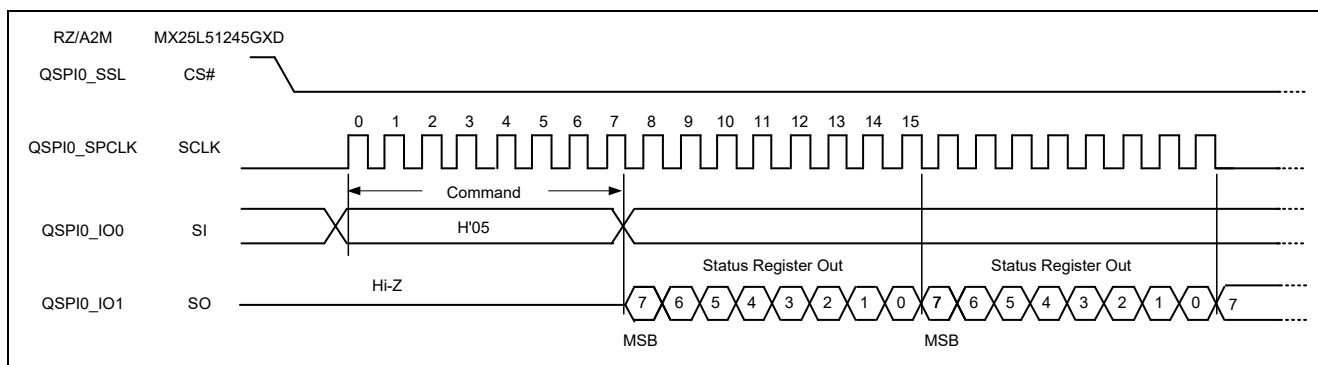 RZ/A2M MX25L51245GXD
QSPI0_SSL CS#
0 1 2 3 4 5 6 7 8 9 10 11 12 13 14 15
QSPI0_SPCLK SCLK
Command
QSPI0_IO0 SI H'05
Status Register Out Status Register Out
Hi-Z
QSPI0_IO1 SO 7 6 5 4 3 2 1 0 7 6 5 4 3 2 1 0 7
MSB MSB